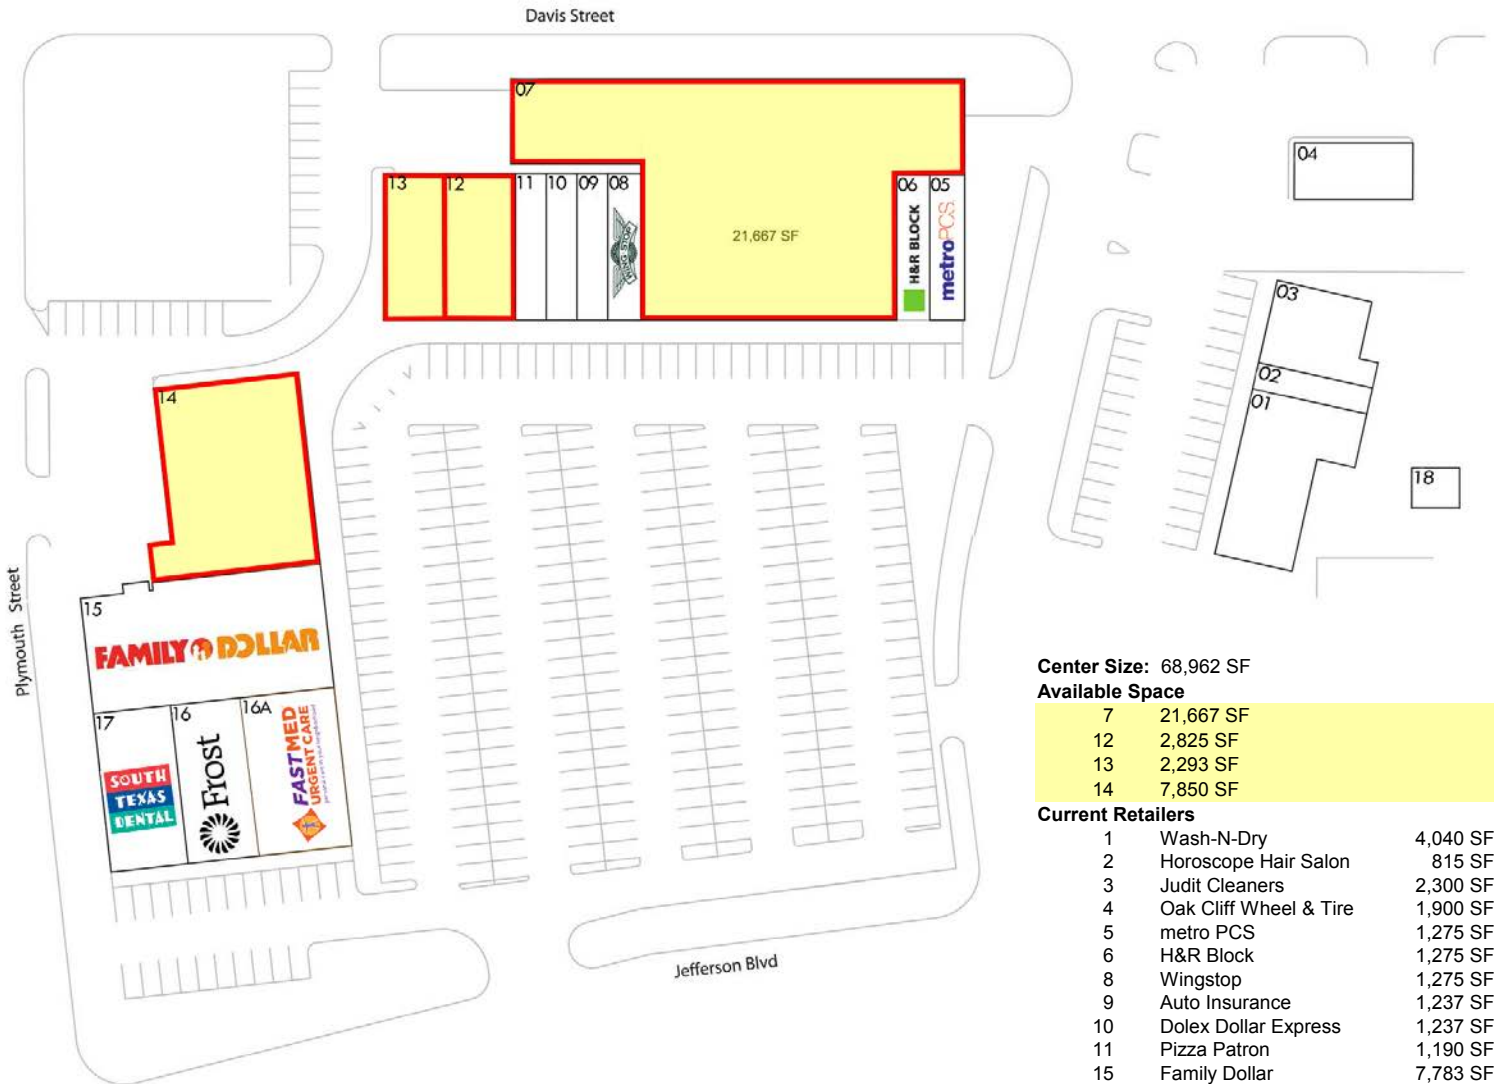 Davis Street
07
04
13
12
11
10
09
08
06
05
WING STOP
H&R BLOCK
metroPCS.
21,667 SF
03
02
01
18
14
Plymouth Street
15
FAMILY DOLLAR
17
16
16A
SOUTH
TEXAS
DENTAL
Frost
FASTMED
URGENT CARE
Jefferson Blvd
Center Size: 68,962 SF
Available Space
7 21,667 SF
12 2,825 SF
13 2,293 SF
14 7,850 SF
Current Retailers
1 Wash-N-Dry 4,040 SF
2 Horoscope Hair Salon 815 SF
3 Judit Cleaners 2,300 SF
4 Oak Cliff Wheel & Tire 1,900 SF
5 metro PCS 1,275 SF
6 H&R Block 1,275 SF
8 Wingstop 1,275 SF
9 Auto Insurance 1,237 SF
10 Dolex Dollar Express 1,237 SF
11 Pizza Patron 1,190 SF
15 Family Dollar 7,783 SF